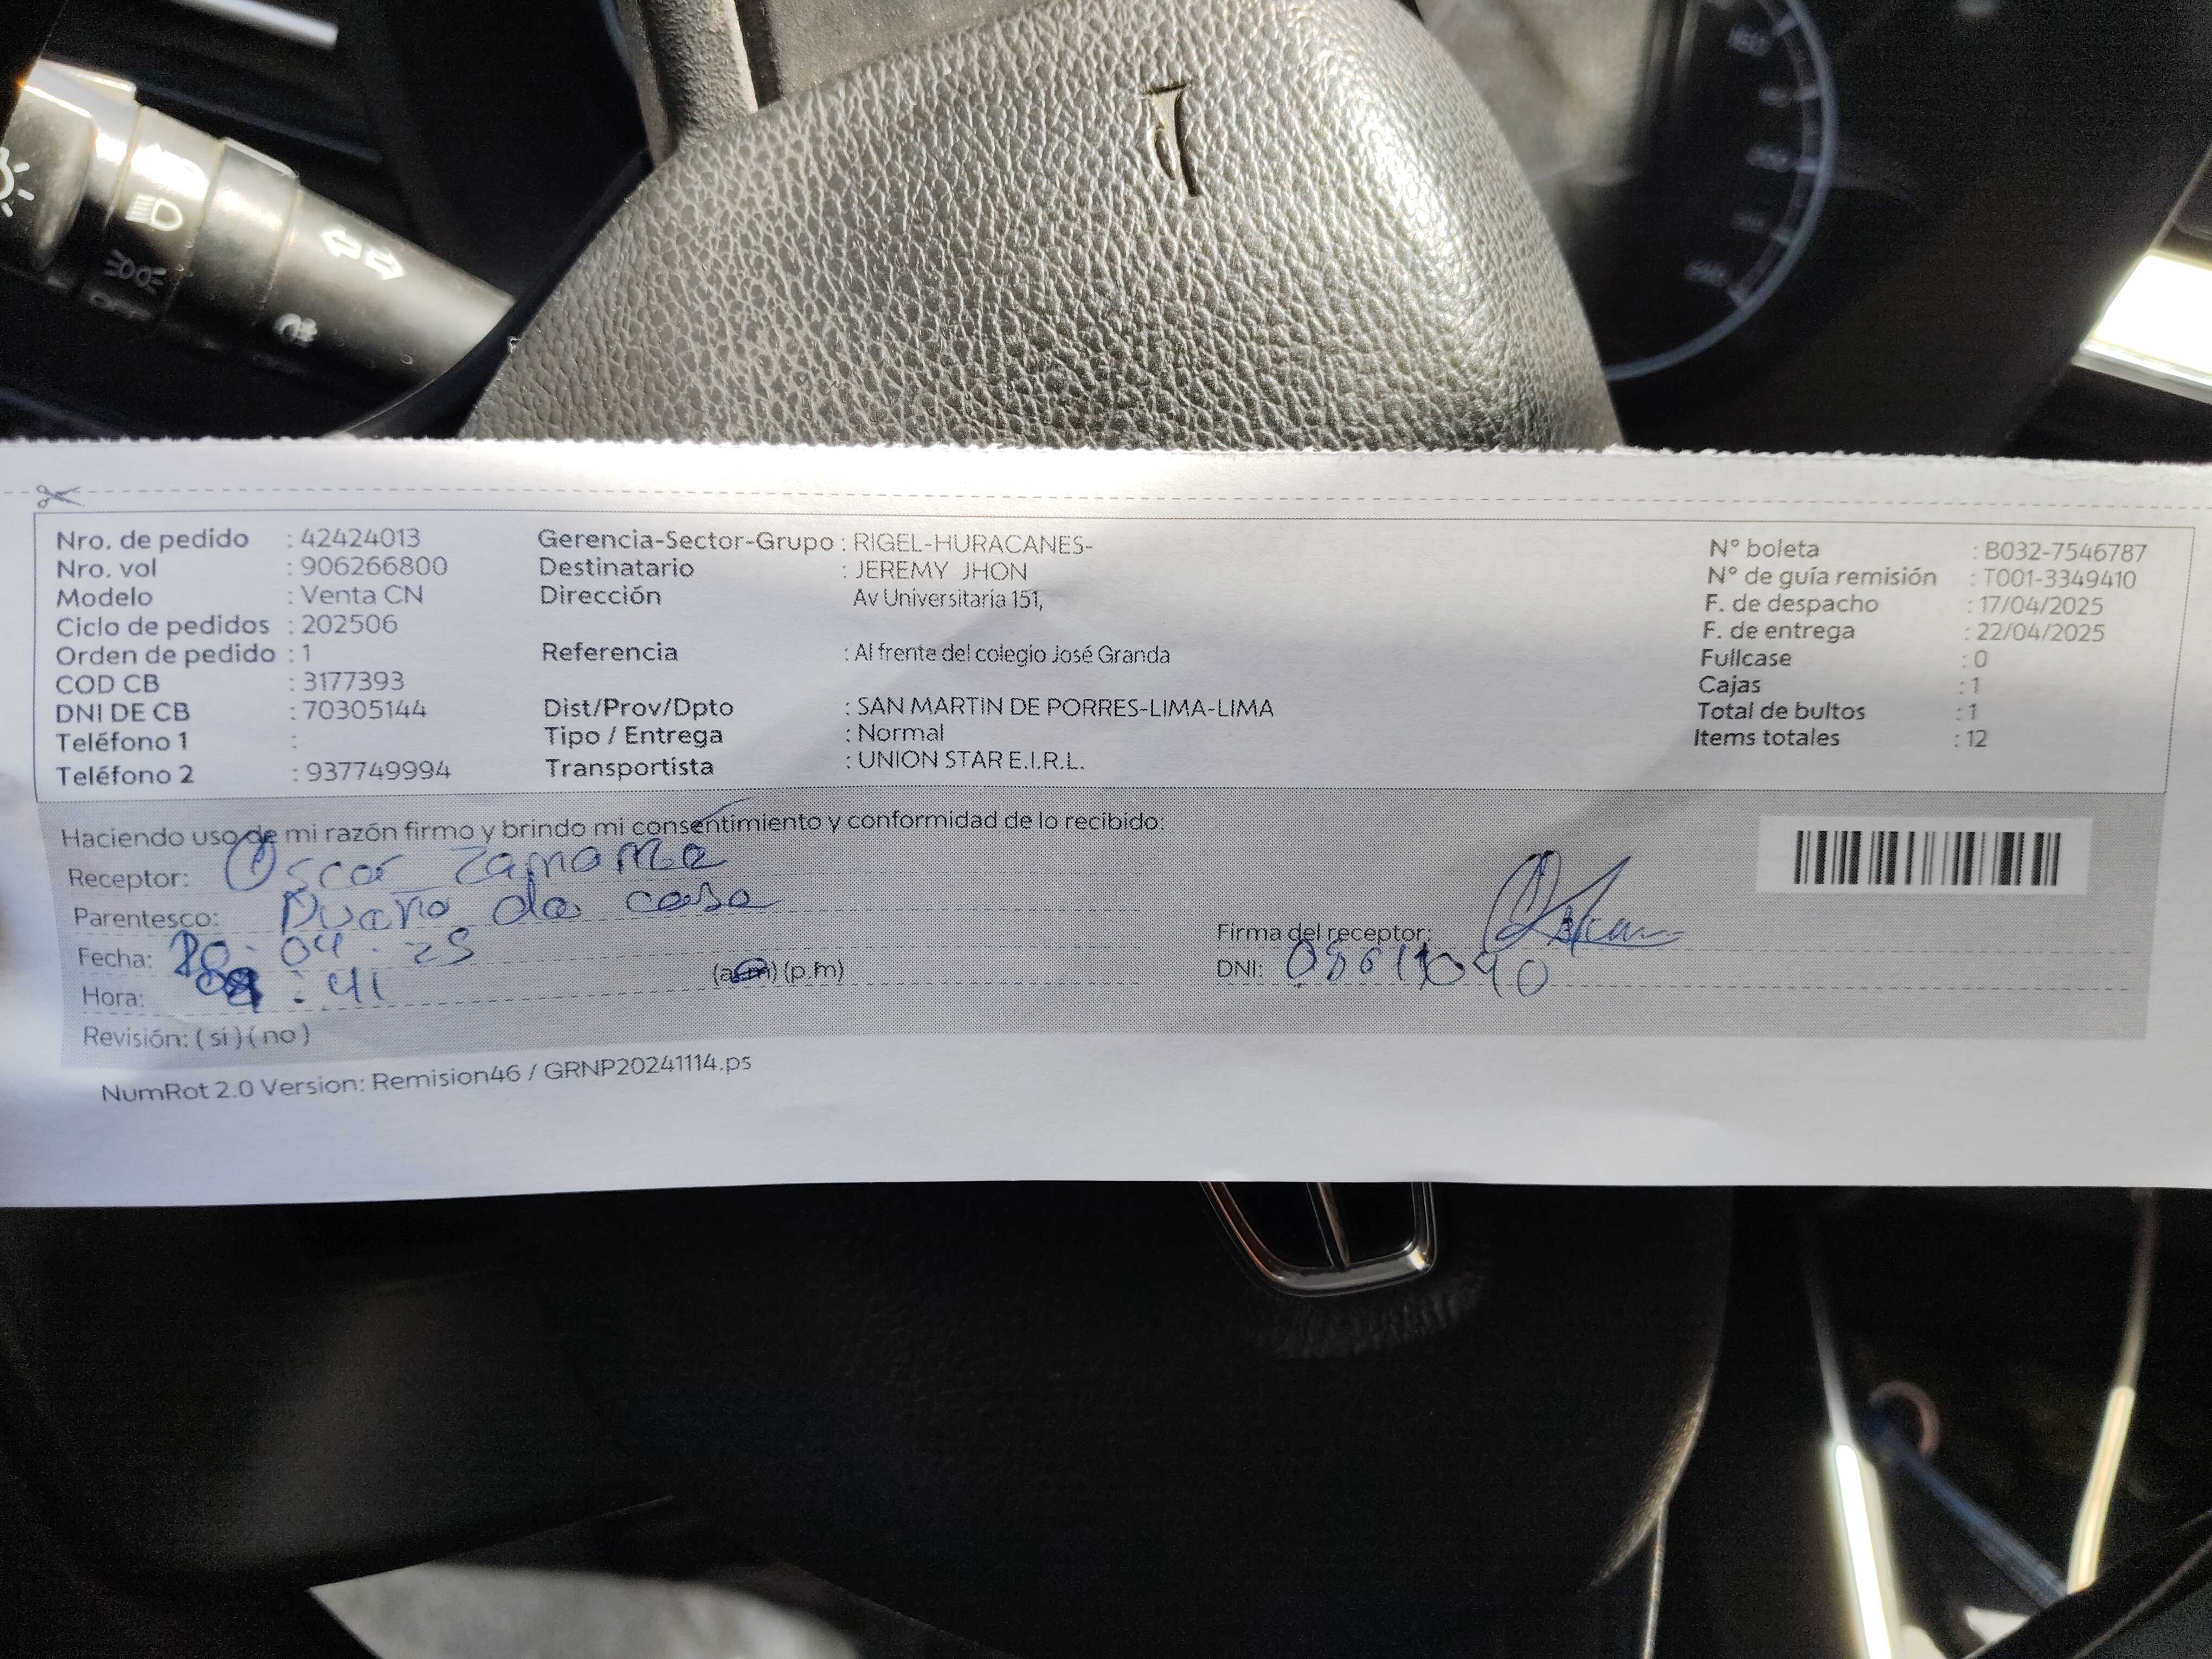 Nro. de pedido : 42424013 Gerencia-Sector-Grupo : RIGEL-HURACANES- N° boleta : B032-7546787
Nro. vol : 906266800 Destinatario : JEREMY JHON N° de guía remisión : T001-3349410
Modelo : Venta CN Dirección Av Universitaria 151, F. de despacho : 17/04/2025
Ciclo de pedidos : 202506 F. de entrega : 22/04/2025
Orden de pedido : 1 Referencia : Al frente del colegio José Granda Fullcase : 0
COD CB : 3177393 Cajas : 1
DNI DE CB : 70305144 Dist/Prov/Dpto : SAN MARTIN DE PORRES-LIMA-LIMA Total de bultos : 1
Teléfono 1 : Tipo / Entrega : Normal Items totales : 12
Teléfono 2 : 937749994 Transportista : UNION STAR E.I.R.L.
Haciendo uso de mi razón firmo y brindo mi consentimiento y conformidad de lo recibido:
Receptor: Oscar
Parentesco: Dueño de casa
Firma del receptor:
Fecha: 04 . 25
Hora: : 41 (a.m) (p.m) DNI:
Revisión: ( si ) ( no )
NumRot 2.0 Version: Remision46 / GRNP20241114.ps